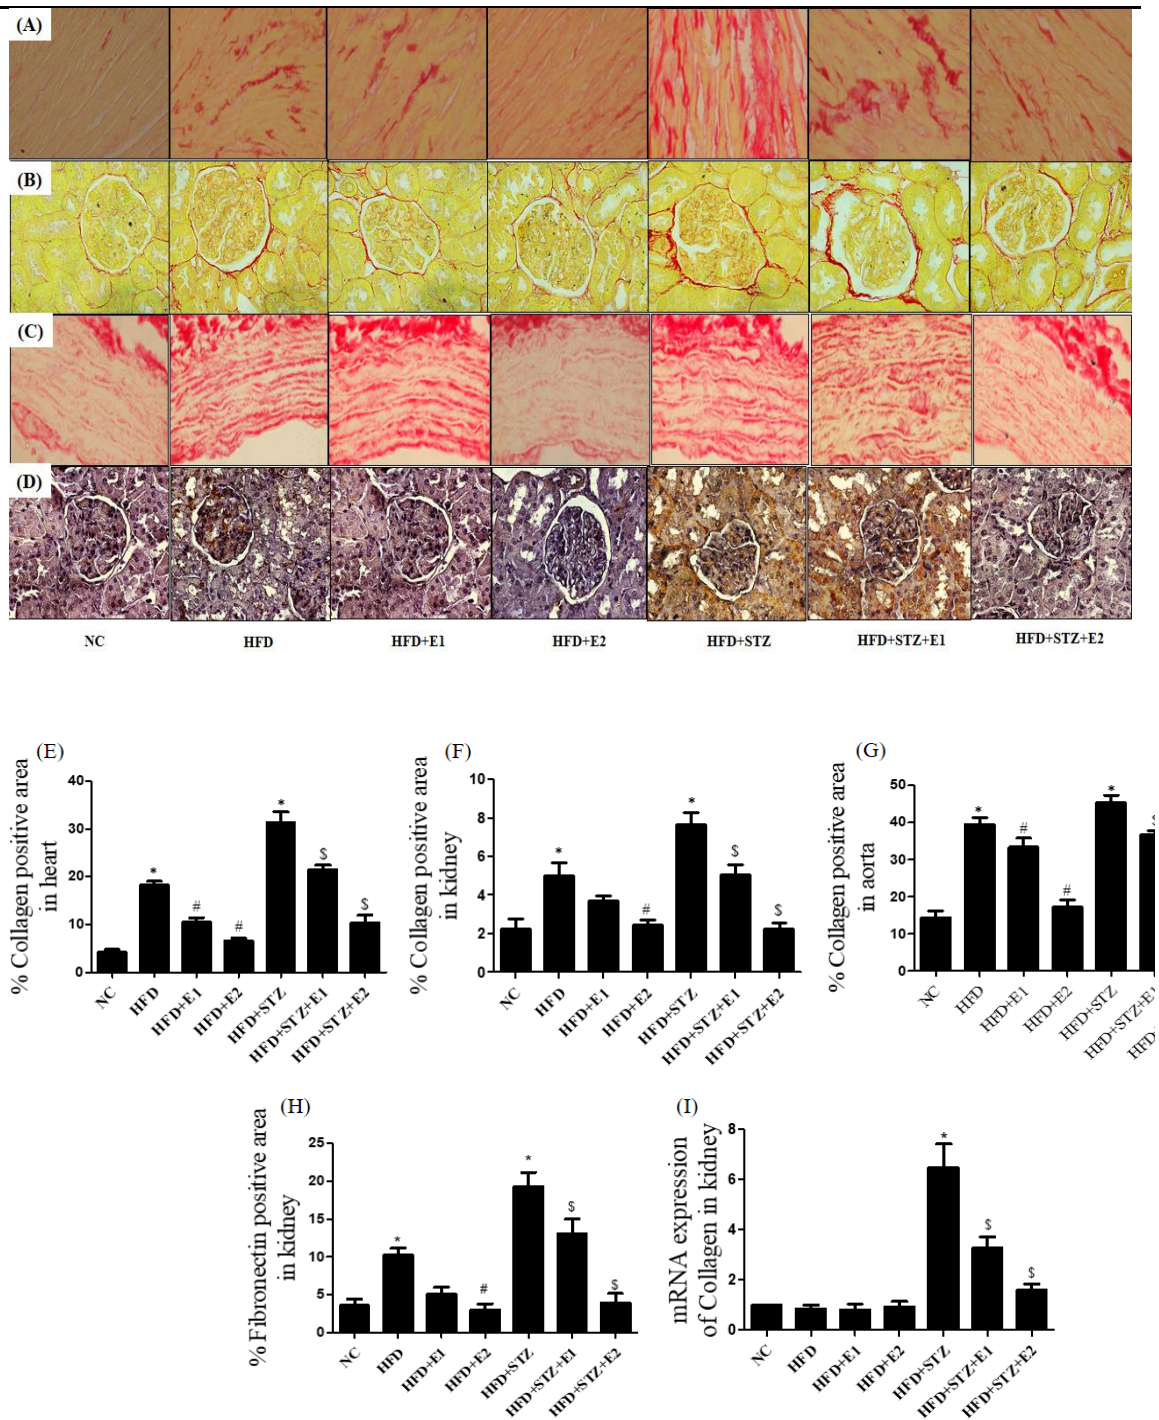 (A)
(B)
(C)
(D)
NC HFD HFD+E1 HFD+E2 HFD+STZ HFD+STZ+E1 HFD+STZ+E2
(E)
% Collagen positive area
in heart
40
30
20
10
0
*
#
#
*
$
$
NC
HFD
HFD+E1
HFD+E2
HFD+STZ
HFD+STZ+E1
HFD+STZ+E2
(F)
% Collagen positive area
in kidney
10
8
6
4
2
0
*
#
*
$
$
NC
HFD
HFD+E1
HFD+E2
HFD+STZ
HFD+STZ+E1
HFD+STZ+E2
(G)
% Collagen positive area
in aorta
50
40
30
20
10
0
*
#
#
*
$
NC
HFD
HFD+E1
HFD+E2
HFD+STZ
HFD+STZ+E1
HFD+
(H)
% Fibronectin positive area
in kidney
25
20
15
10
5
0
*
#
*
$
$
NC
HFD
HFD+E1
HFD+E2
HFD+STZ
HFD+STZ+E1
HFD+STZ+E2
(I)
mRNA expression
of Collagen in kidney
8
6
4
2
0
*
$
$
NC
HFD
HFD+E1
HFD+E2
HFD+STZ
HFD+STZ+E1
HFD+STZ+E2